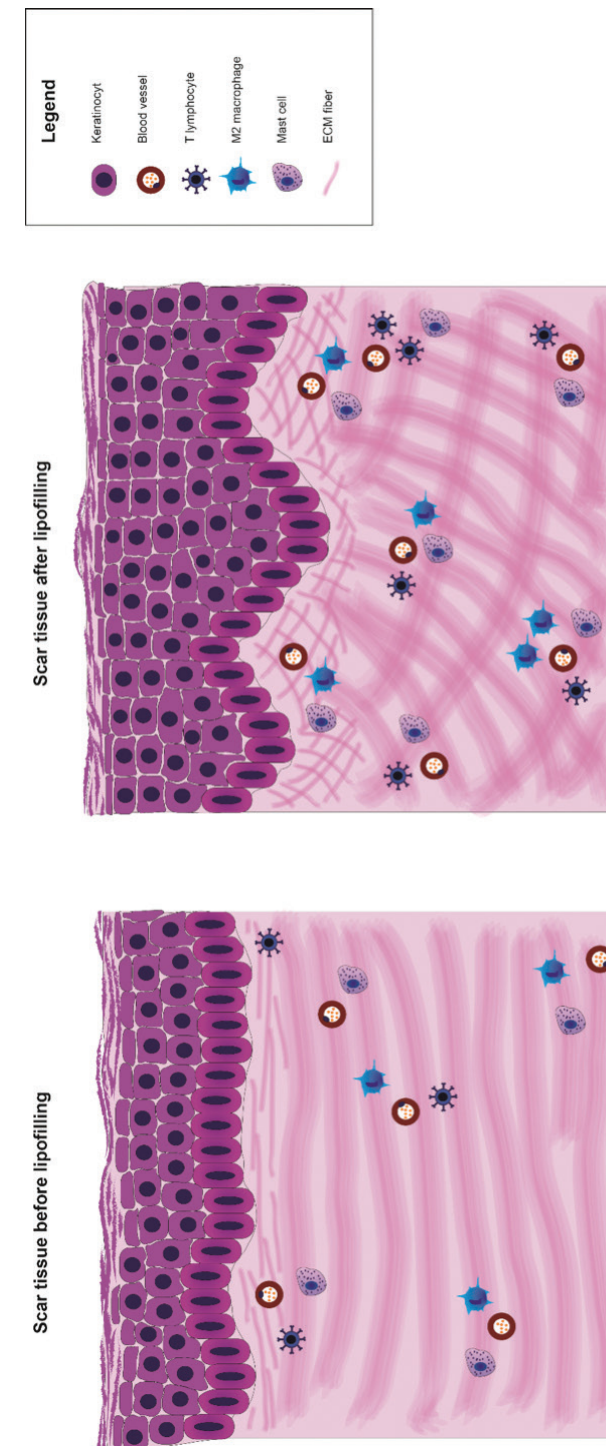 Scar tissue before lipofilling
Scar tissue after lipofilling
Legend
Keratinocyt
Blood vessel
T lymphocyte
M2 macrophage
Mast cell
ECM fiber